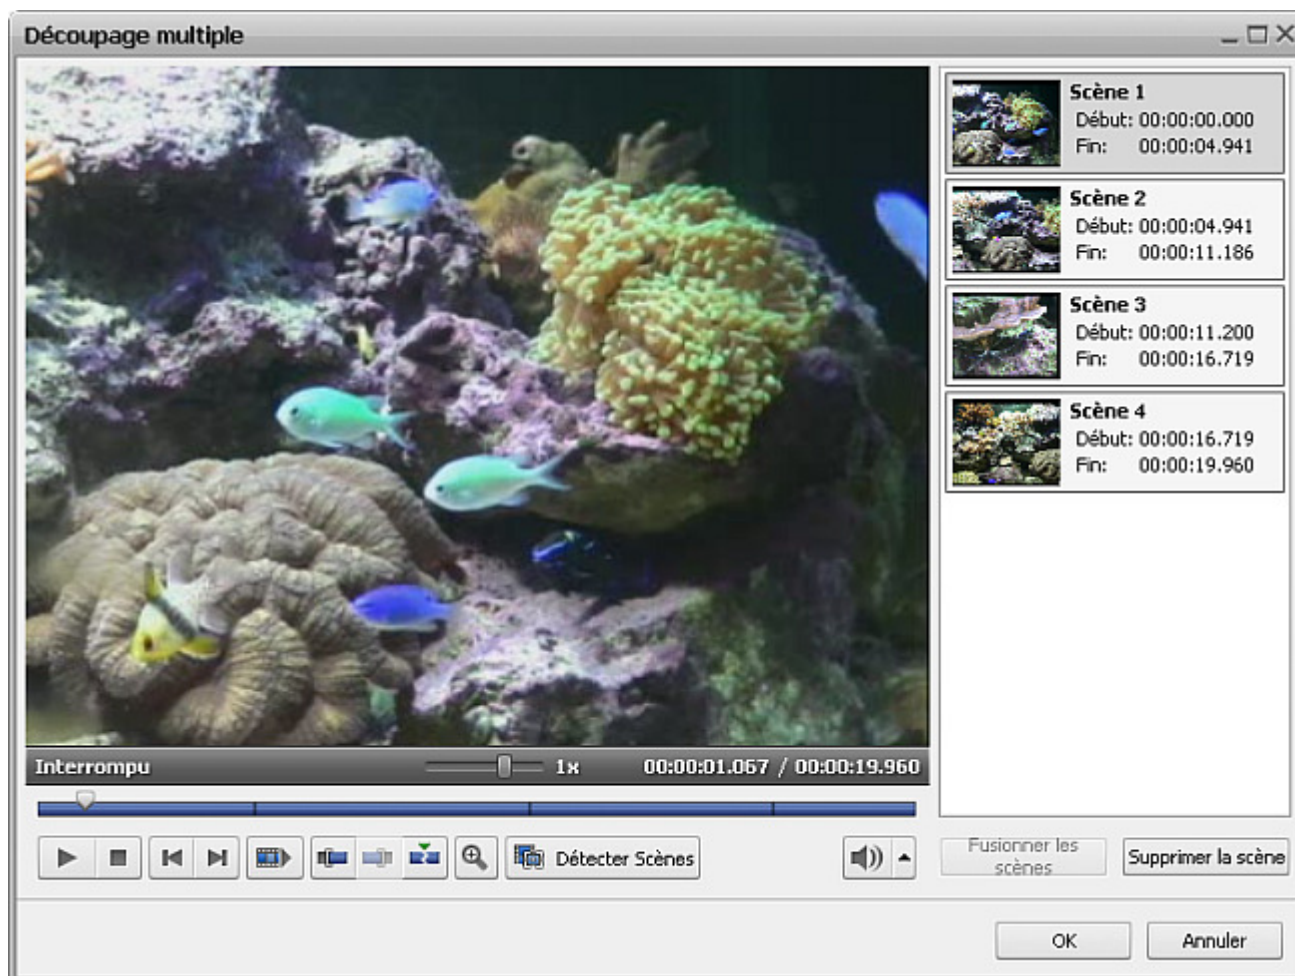 Découpage multiple
Scène 1
Début: 00:00:00.000
Fin: 00:00:04.941
Scène 2
Début: 00:00:04.941
Fin: 00:00:11.186
Scène 3
Début: 00:00:11.200
Fin: 00:00:16.719
Scène 4
Début: 00:00:16.719
Fin: 00:00:19.960
Interrompu
1x
00:00:01.067 / 00:00:19.960
Détecter Scènes
Fusionner les
scènes
Supprimer la scène
OK
Annuler